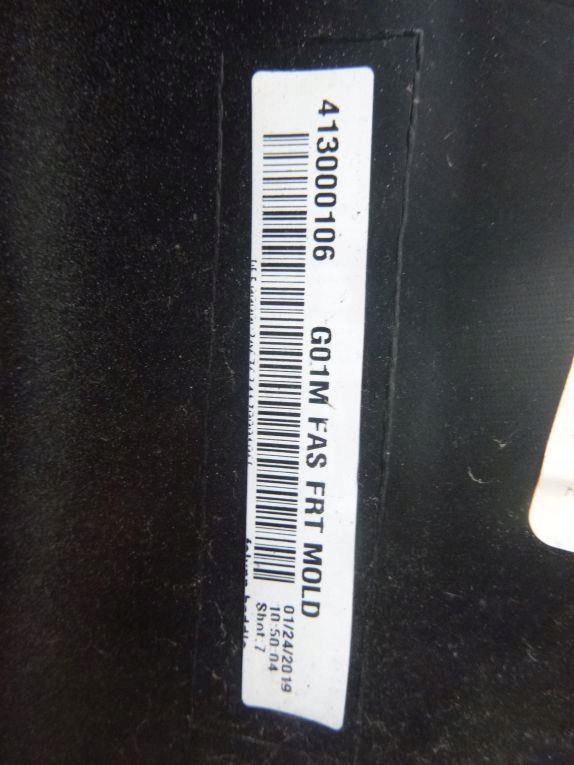 413000106 G01M FAS FRT MOLD
01/24/2019
10:50:04
Shot:7